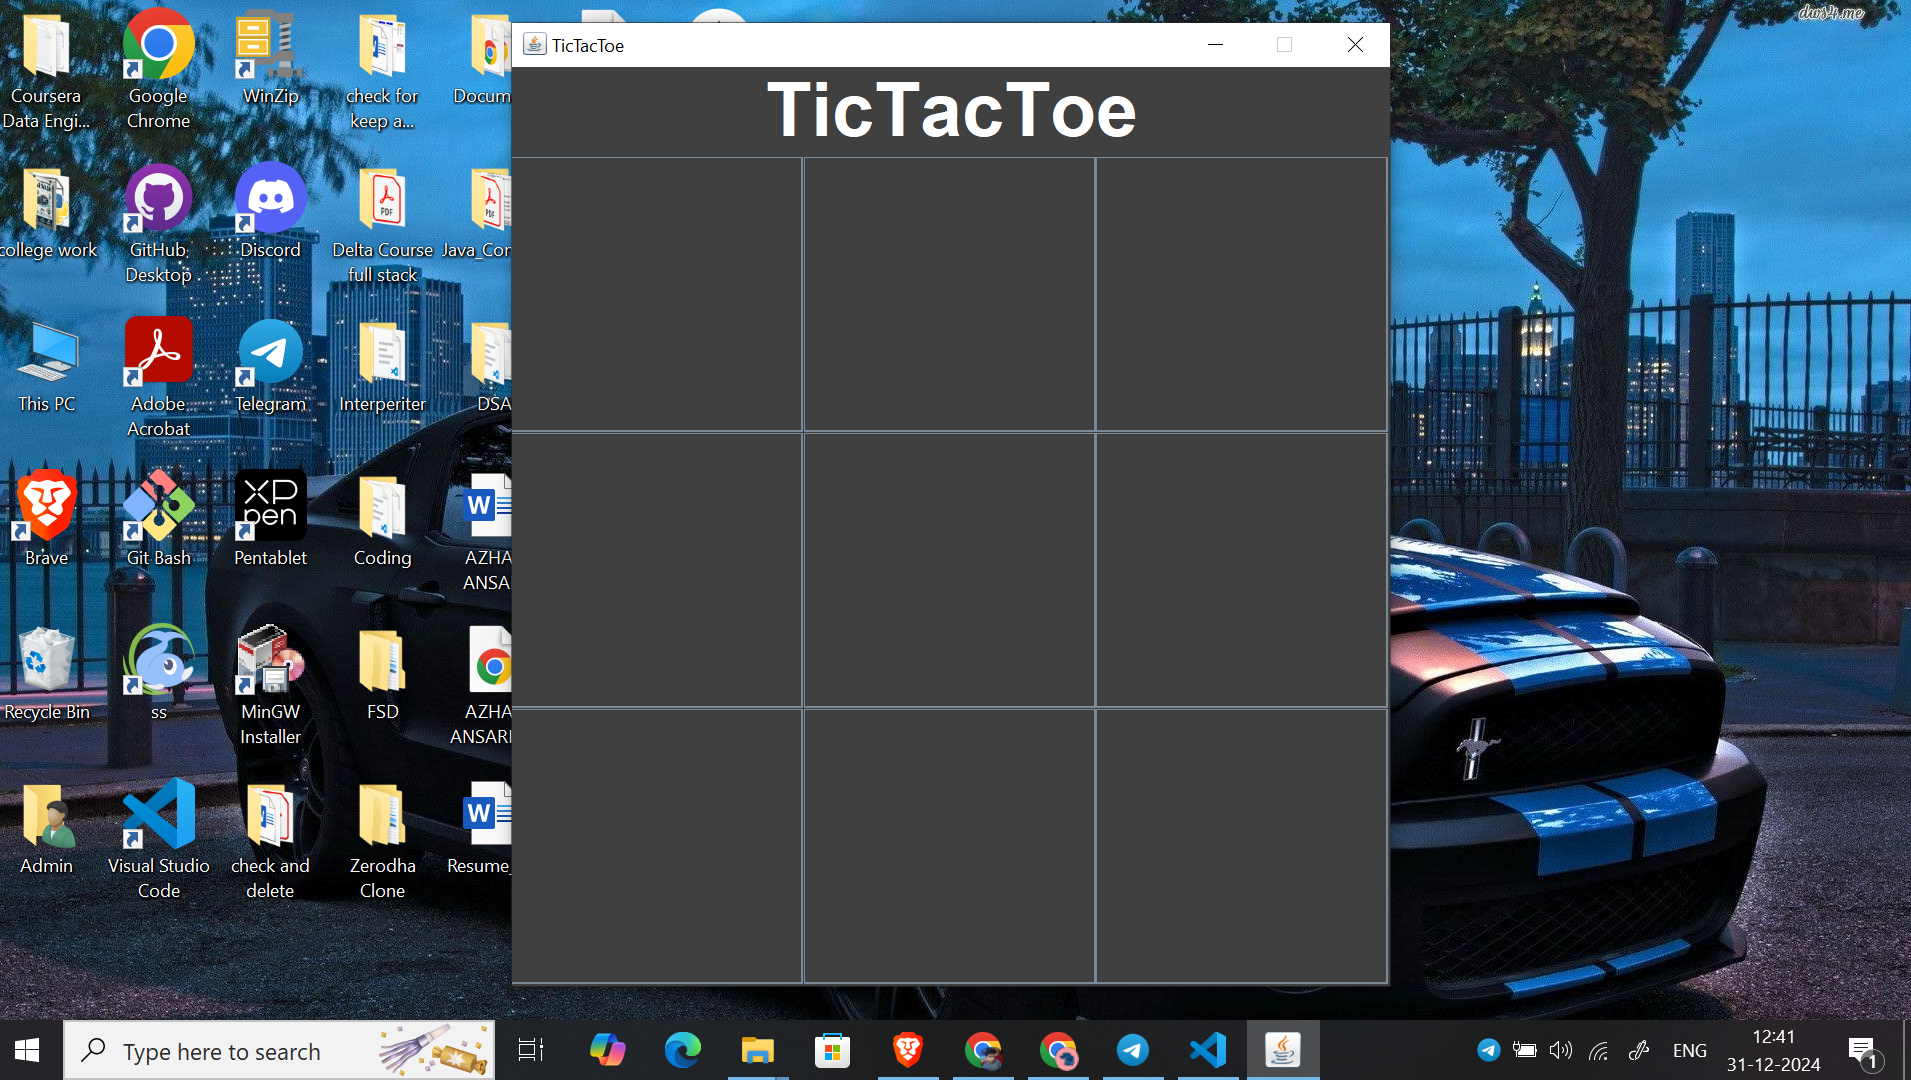 dws4.me
TicTacToe
TicTacToe
Coursera
Data Engi...
Google
Chrome
WinZip
check for
keep a...
Docum
college work
GitHub
Desktop
Discord
Delta Course
full stack
PDF
Java_Cor
PDF
This PC
Adobe
Acrobat
Telegram
Interperiter
DSA
Brave
Git Bash
XP
pen
Pentablet
Coding
W
AZHA
ANSA
Recycle Bin
ss
MinGW
Installer
FSD
AZHA
ANSARI
Admin
Visual Studio
Code
check and
delete
Zerodha
Clone
W
Resume_
Type here to search
ENG
12:41
31-12-2024
1